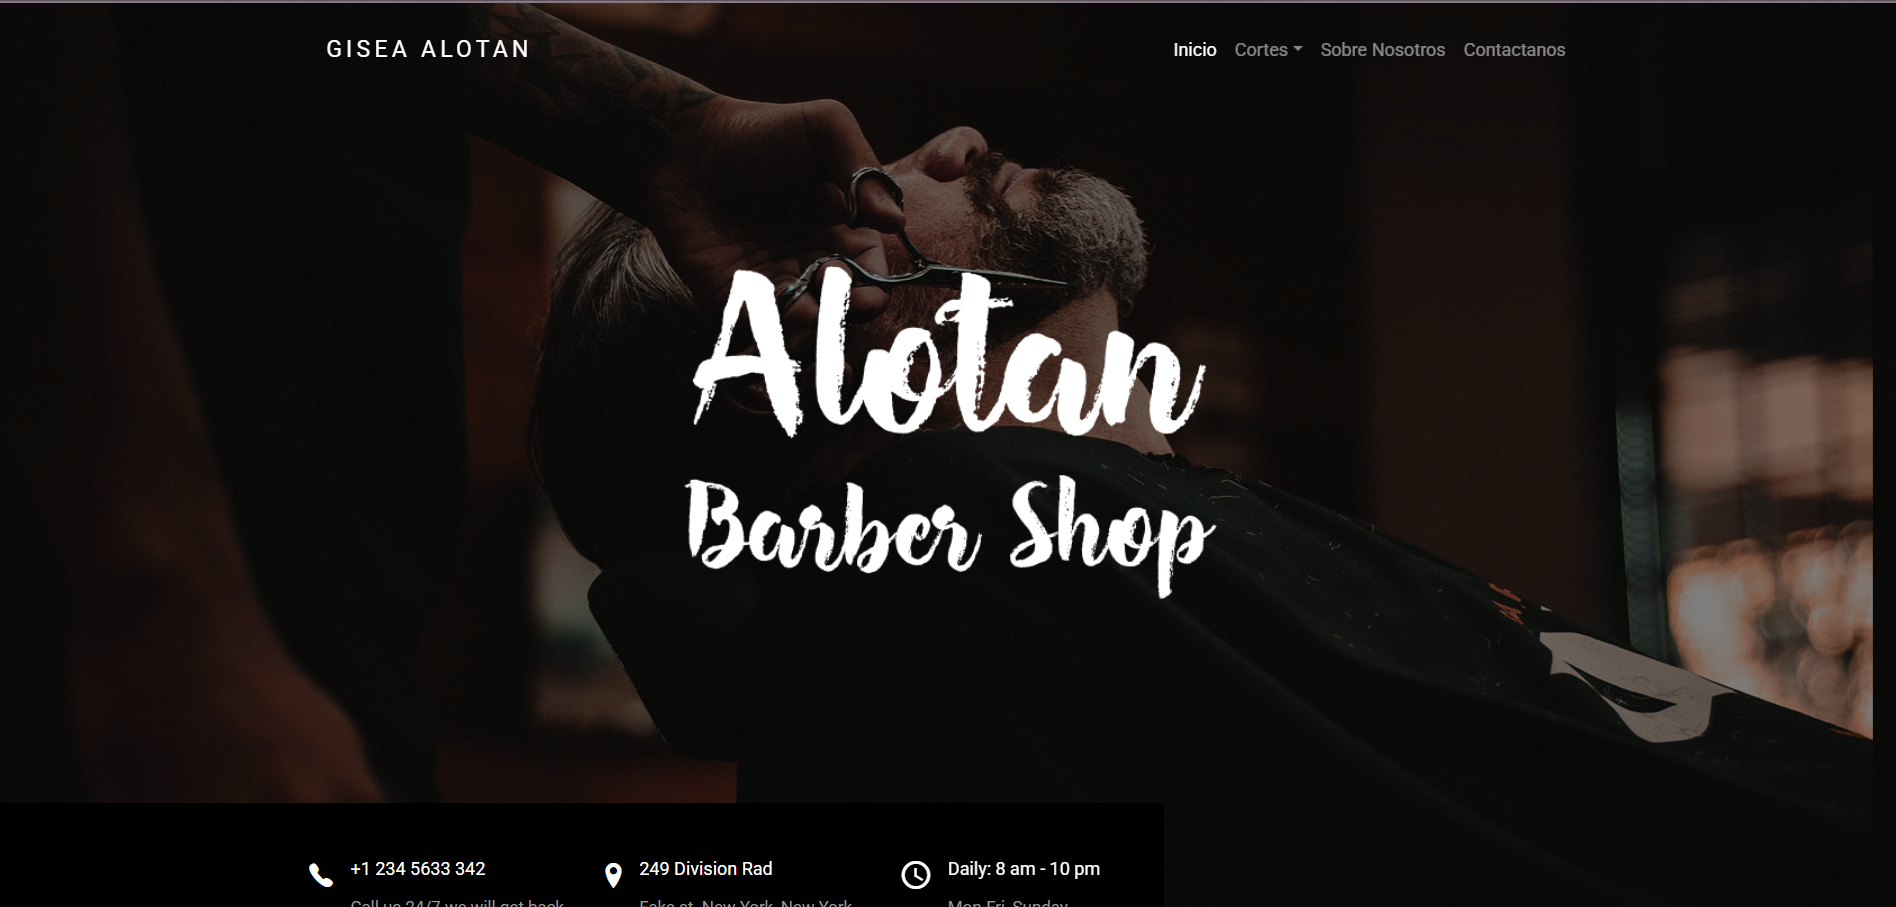 GISEA ALOTAN
Inicio Cortes Sobre Nosotros Contactanos
Alotan
Barber Shop
+1 234 5633 342
249 Division Rad
Daily: 8 am - 10 pm
Call us 24/7 we will get back
Fake st. New York, New York
Mon-Fri, Sunday